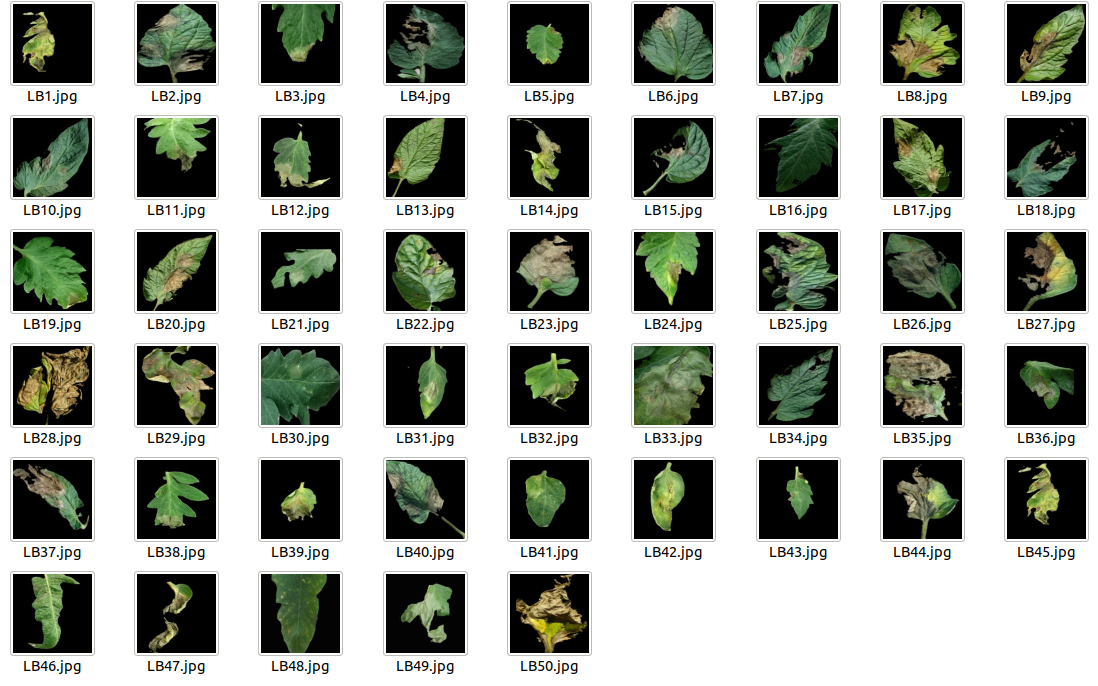 LB1.jpg LB2.jpg LB3.jpg LB4.jpg LB5.jpg LB6.jpg LB7.jpg LB8.jpg LB9.jpg
LB10.jpg LB11.jpg LB12.jpg LB13.jpg LB14.jpg LB15.jpg LB16.jpg LB17.jpg LB18.jpg
LB19.jpg LB20.jpg LB21.jpg LB22.jpg LB23.jpg LB24.jpg LB25.jpg LB26.jpg LB27.jpg
LB28.jpg LB29.jpg LB30.jpg LB31.jpg LB32.jpg LB33.jpg LB34.jpg LB35.jpg LB36.jpg
LB37.jpg LB38.jpg LB39.jpg LB40.jpg LB41.jpg LB42.jpg LB43.jpg LB44.jpg LB45.jpg
LB46.jpg LB47.jpg LB48.jpg LB49.jpg LB50.jpg